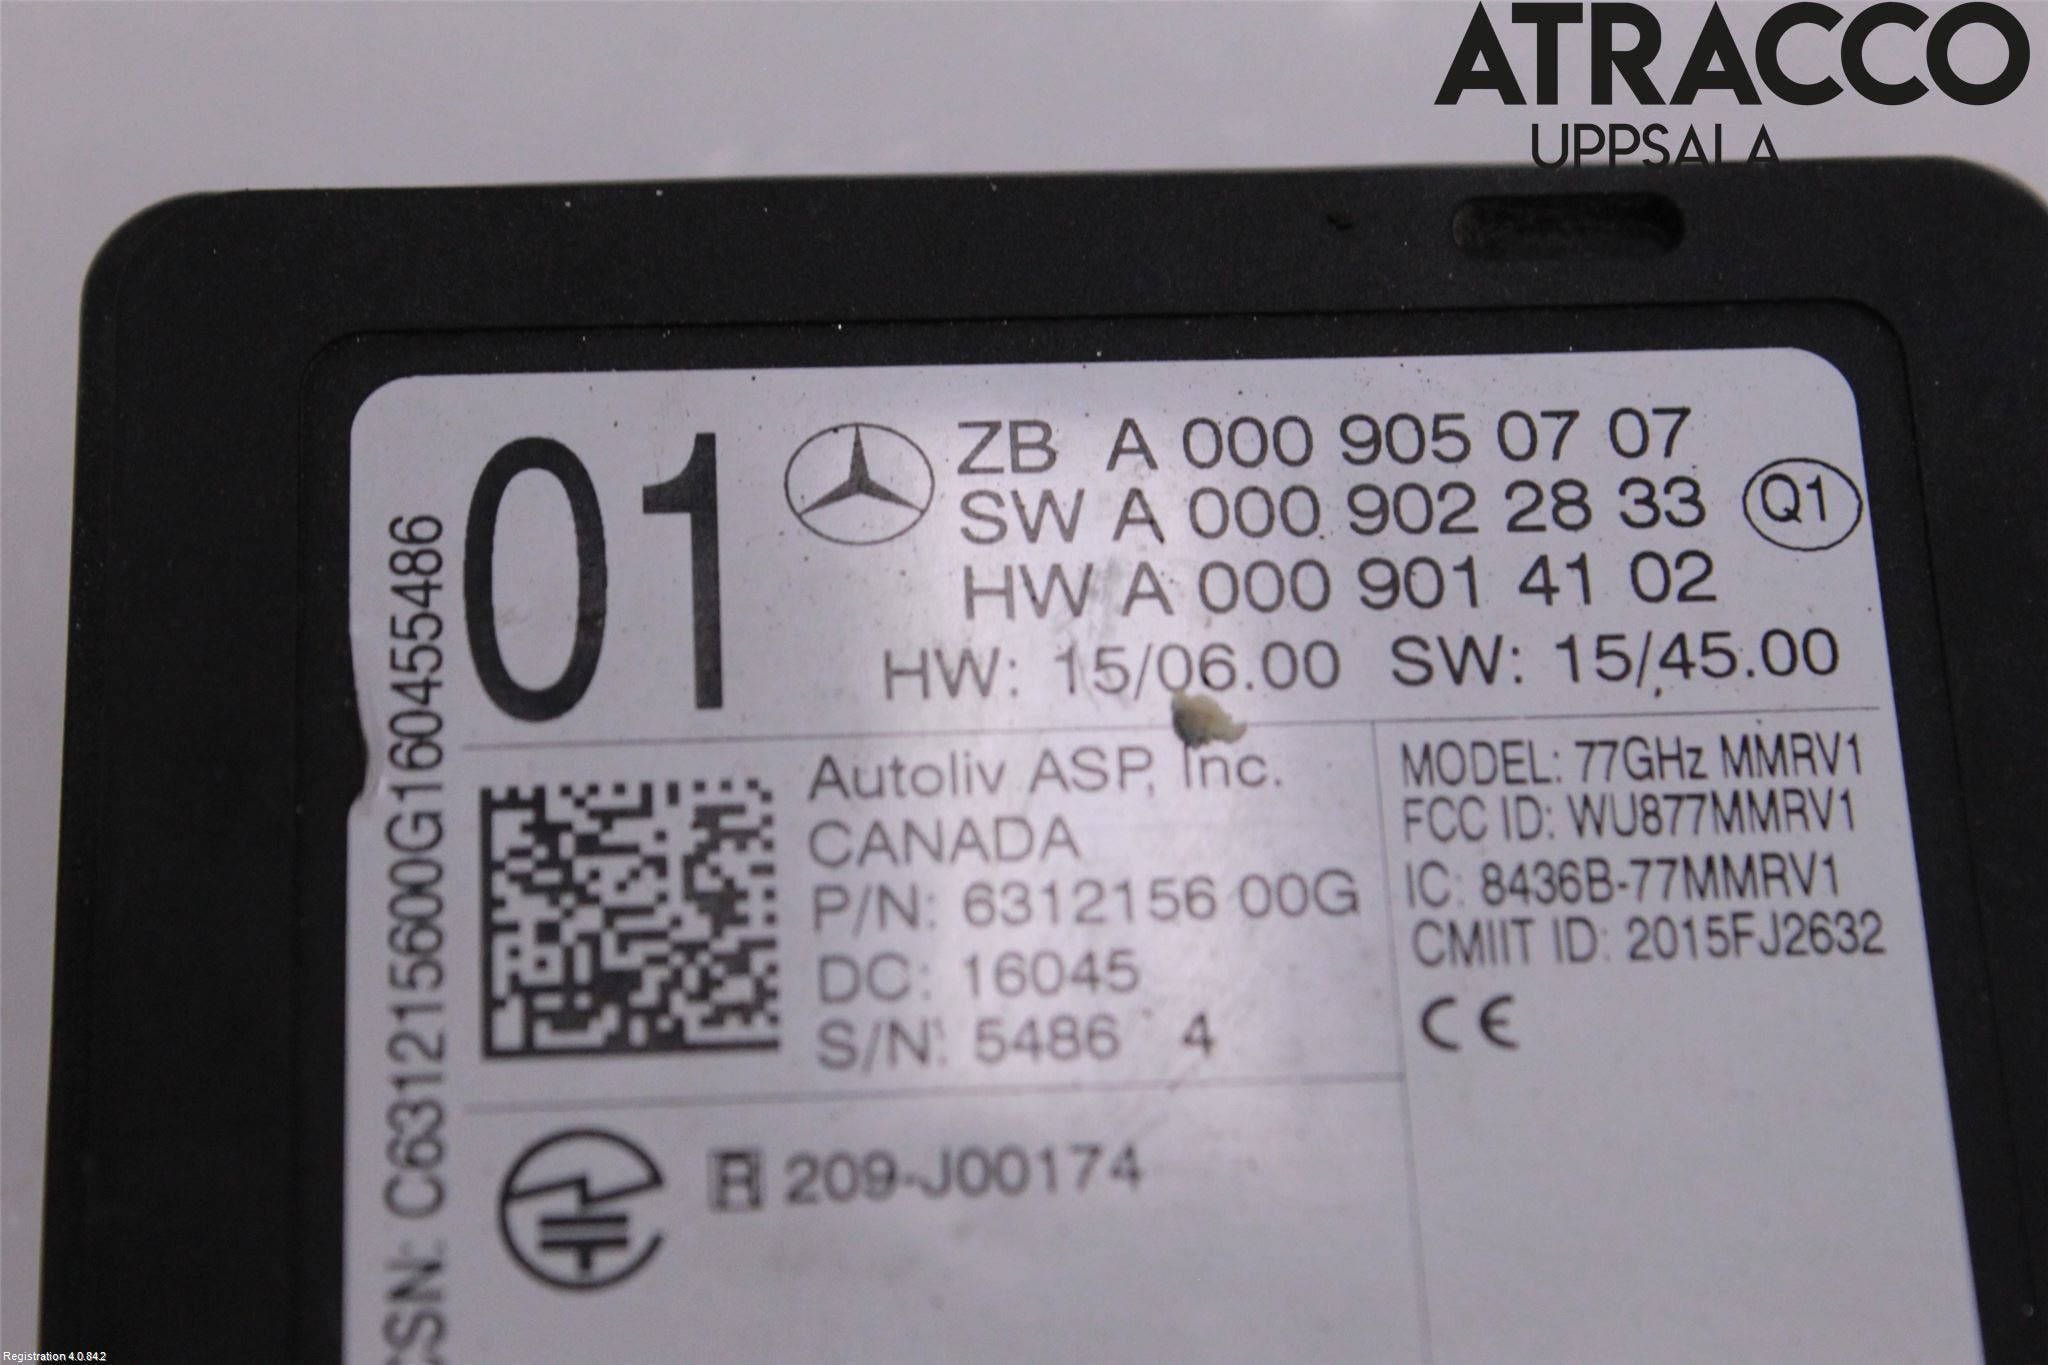 ATRACCO
UPPSALA
01
ZB A 000 905 07 07
SW A 000 902 28 33
Q1
HW A 000 901 41 02
HW: 15/06.00 SW: 15/45.00
CSN: C631215600G160455486
Autoliv ASP, Inc.
CANADA
P/N: 6312156 00G
DC: 16045
S/N: 5486 4
MODEL: 77GHz MMRV1
FCC ID: WU877MMRV1
IC: 8436B-77MMRV1
CMIIT ID: 2015FJ2632
CE
R 209-J00174
Registration 4.0.84.2